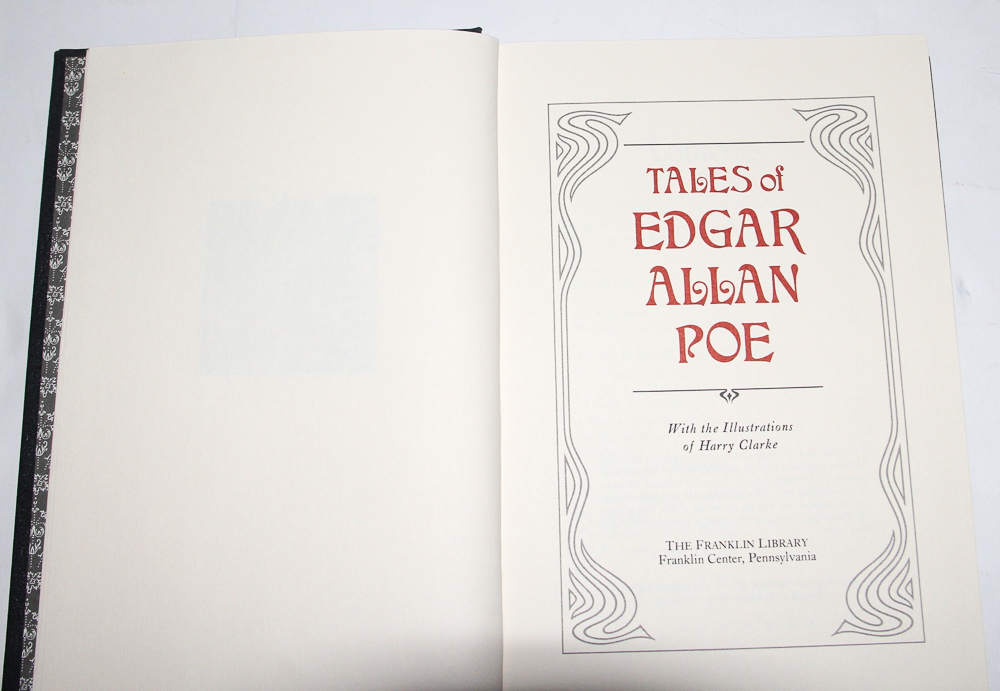 TALES of
EDGAR
ALLAN
POE
With the Illustrations
of Harry Clarke
THE FRANKLIN LIBRARY
Franklin Center, Pennsylvania